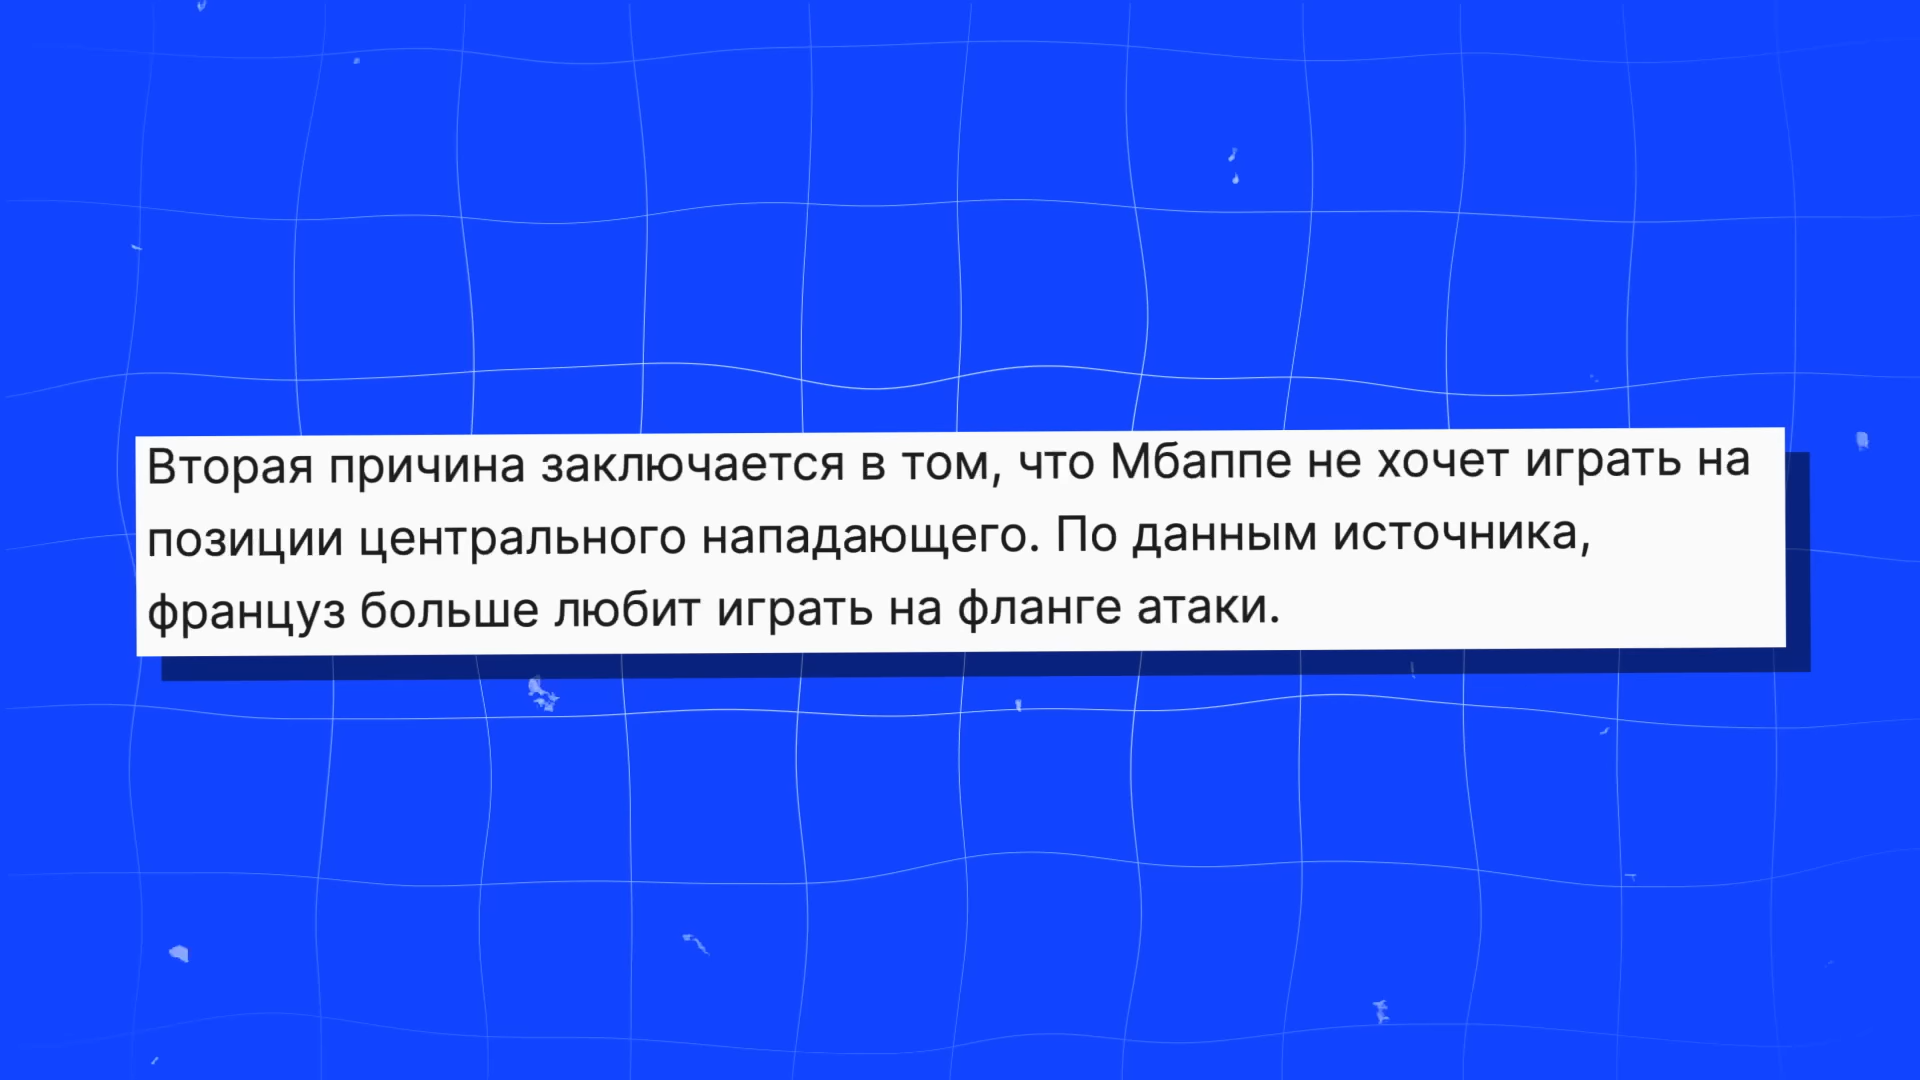 Вторая причина заключается в том, что Мбаппе не хочет играть на
позиции центрального нападающего. По данным источника,
француз больше любит играть на фланге атаки.